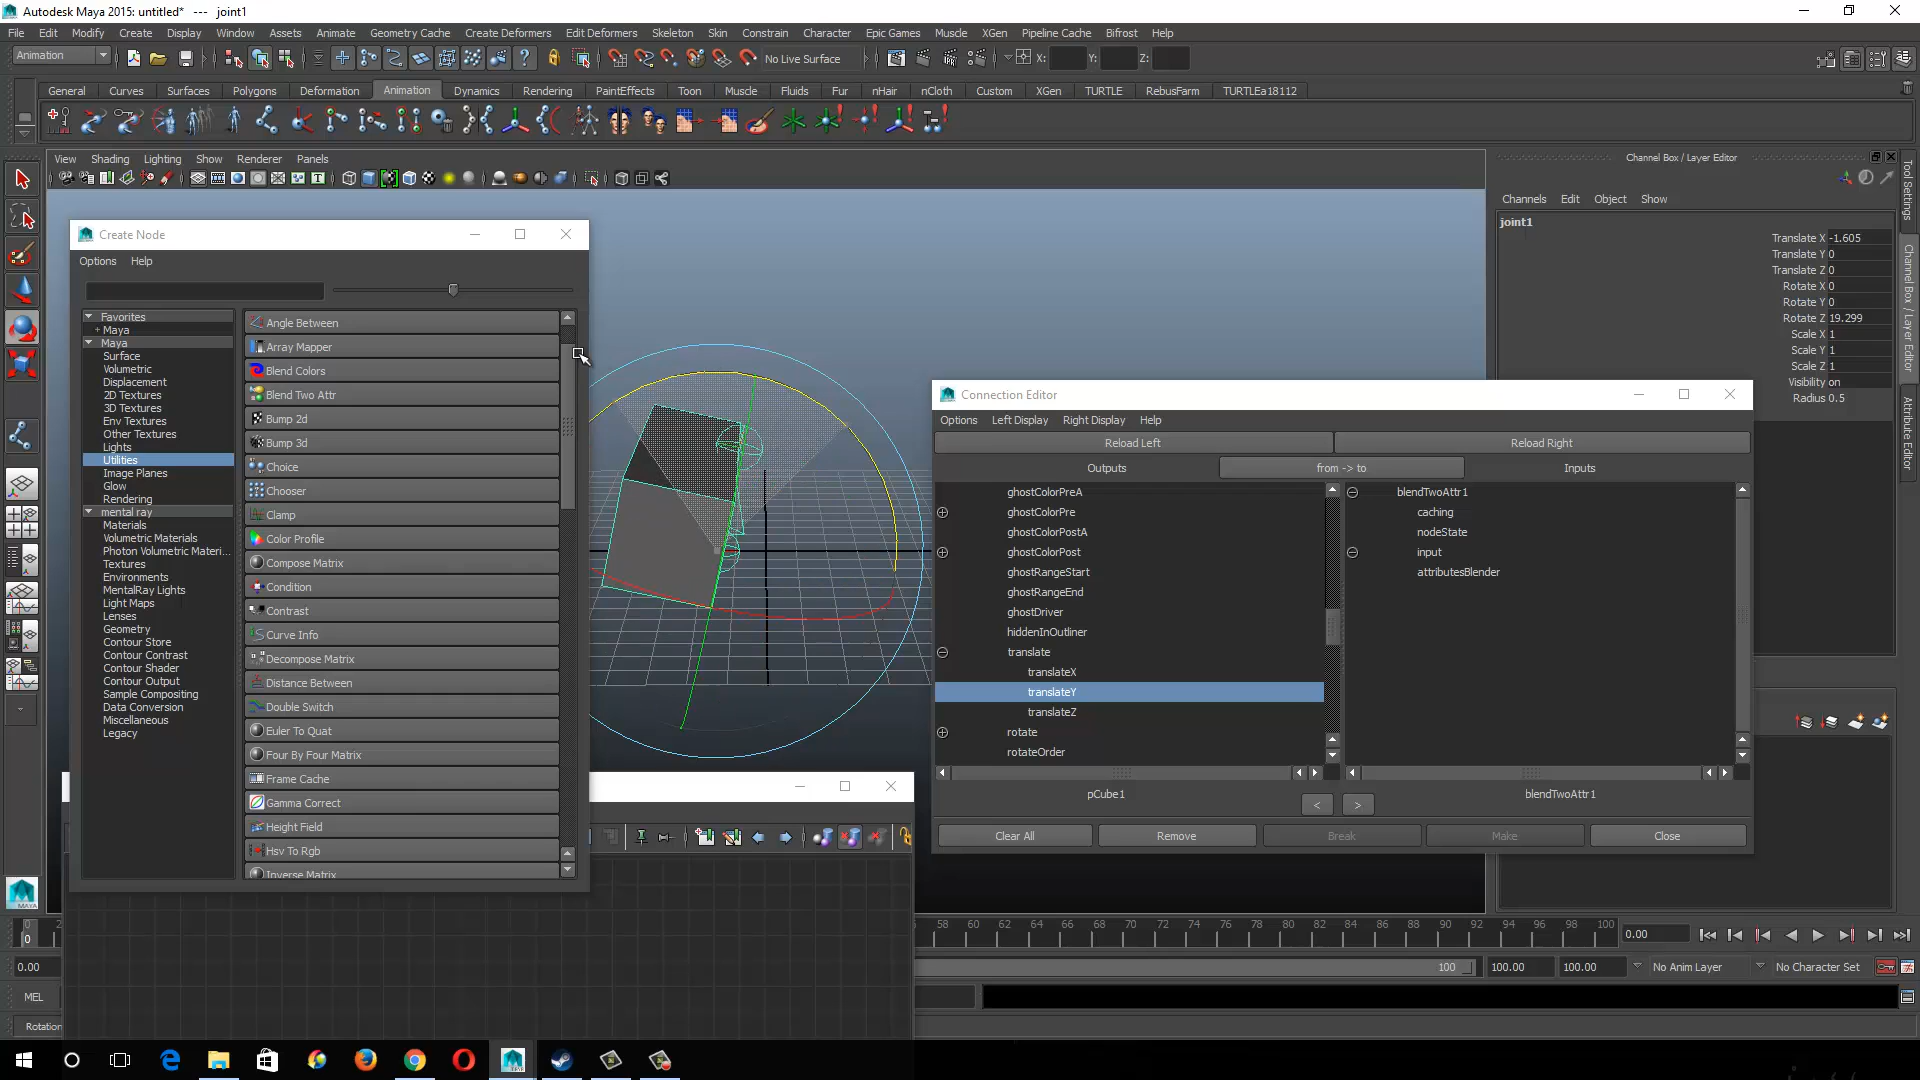 Autodesk Maya 2015: untitled*   ---   joint1
File Edit Modify Create Display Window Assets Animate Geometry Cache Create Deformers Edit Deformers Skeleton Skin Constrain Character Epic Games Muscle XGen Pipeline Cache Bifrost Help
Animation No Live Surface X: Y: Z:
General Curves Surfaces Polygons Deformation Animation Dynamics Rendering PaintEffects Toon Muscle Fluids Fur nHair nCloth Custom XGen TURTLE RebusFarm TURTLEa18112
View Shading Lighting Show Renderer Panels
Channel Box / Layer Editor
Channels Edit Object Show
joint1
Translate X -1.605
Translate Y 0
Translate Z 0
Rotate X 0
Rotate Y 0
Rotate Z 19.299
Scale X 1
Scale Y 1
Scale Z 1
Visibility on
Radius 0.5
Tool Settings
Channel Box / Layer Editor
Attribute Editor
Create Node
Options Help
Favorites
+ Maya
Maya
Surface
Volumetric
Displacement
2D Textures
3D Textures
Env Textures
Other Textures
Lights
Utilities
Image Planes
Glow
Rendering
mental ray
Materials
Volumetric Materials
Photon Volumetric Materi...
Textures
Environments
MentalRay Lights
Light Maps
Lenses
Geometry
Contour Store
Contour Contrast
Contour Shader
Contour Output
Sample Compositing
Data Conversion
Miscellaneous
Legacy
Angle Between
Array Mapper
Blend Colors
Blend Two Attr
Bump 2d
Bump 3d
Choice
Chooser
Clamp
Color Profile
Compose Matrix
Condition
Contrast
Curve Info
Decompose Matrix
Distance Between
Double Switch
Euler To Quat
Four By Four Matrix
Frame Cache
Gamma Correct
Height Field
Hsv To Rgb
Inverse Matrix
Connection Editor
Options Left Display Right Display Help
Reload Left Reload Right
Outputs from -> to Inputs
ghostColorPreA
ghostColorPre
ghostColorPostA
ghostColorPost
ghostRangeStart
ghostRangeEnd
ghostDriver
hiddenInOutliner
translate
translateX
translateY
translateZ
rotate
rotateOrder
blendTwoAttr1
caching
nodeState
input
attributesBlender
pCube1 < > blendTwoAttr1
Clear All Remove Break Make Close
0 2 58 60 62 64 66 68 70 72 74 76 78 80 82 84 86 88 90 92 94 96 98 100
0 0.00
0.00 100 100.00 100.00 No Anim Layer No Character Set
MEL
Rotation
MAYA